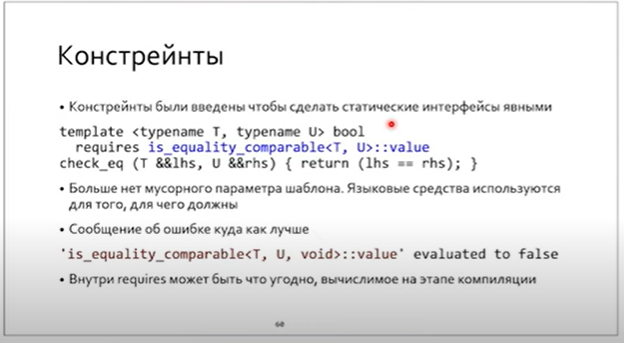 Констрейнты
• Констрейнты были введены чтобы сделать статические интерфейсы явными
template <typename T, typename U> bool
requires is_equality_comparable<T, U>::value
check_eq (T &&lhs, U &&rhs) { return (lhs == rhs); }
• Больше нет мусорного параметра шаблона. Языковые средства используются
для того, для чего должны
• Сообщение об ошибке куда как лучше
'is_equality_comparable<T, U, void>::value' evaluated to false
• Внутри requires может быть что угодно, вычислимое на этапе компиляции